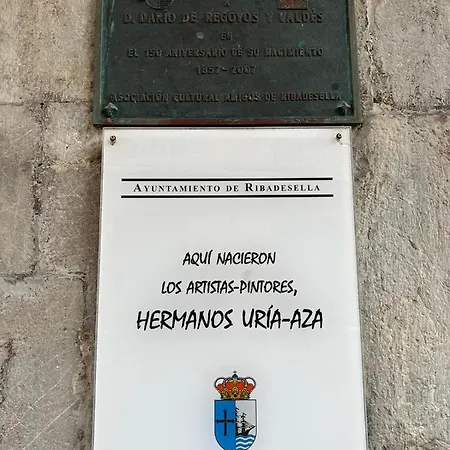 D. DARIO DE REGOYOS Y VALDÉS
EN
EL 150 ANIVERSARIO DE SU NACIMIENTO
1857-2007
ASOCIACIÓN CULTURAL AMIGOS DE RIBADESELLA
AYUNTAMIENTO DE RIBADESELLA
AQUÍ NACIERON
LOS ARTISTAS-PINTORES,
HERMANOS URÍA-AZA